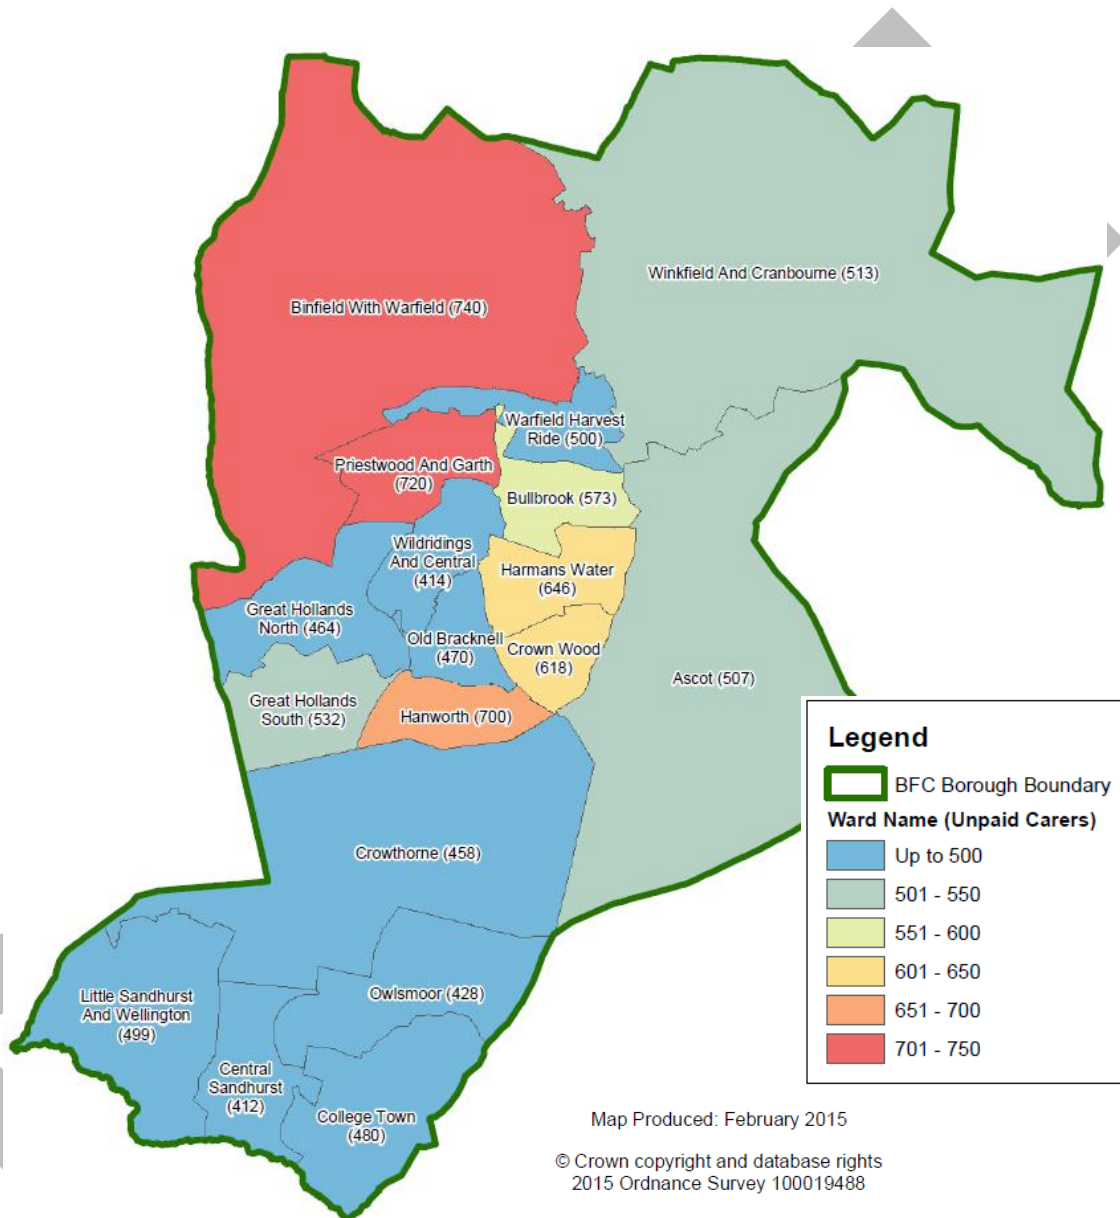 Winkfield And Cranbourne (513)
Binfield With Warfield (740)
Warfield Harvest
Ride (500)
Priestwood And Garth
(720)
Bullbrook (573)
Wildridings
And Central
(414)
Harmans Water
(646)
Great Hollands
North (464)
Old Bracknell
(470)
Crown Wood
(618)
Ascot (507)
Great Hollands
South (532)
Hanworth (700)
Crowthorne (458)
Little Sandhurst
And Wellington
(499)
Owlsmoor (428)
Central
Sandhurst
(412)
College Town
(480)
Legend
BFC Borough Boundary
Ward Name (Unpaid Carers)
Up to 500
501 - 550
551 - 600
601 - 650
651 - 700
701 - 750
Map Produced: February 2015
© Crown copyright and database rights
2015 Ordnance Survey 100019488